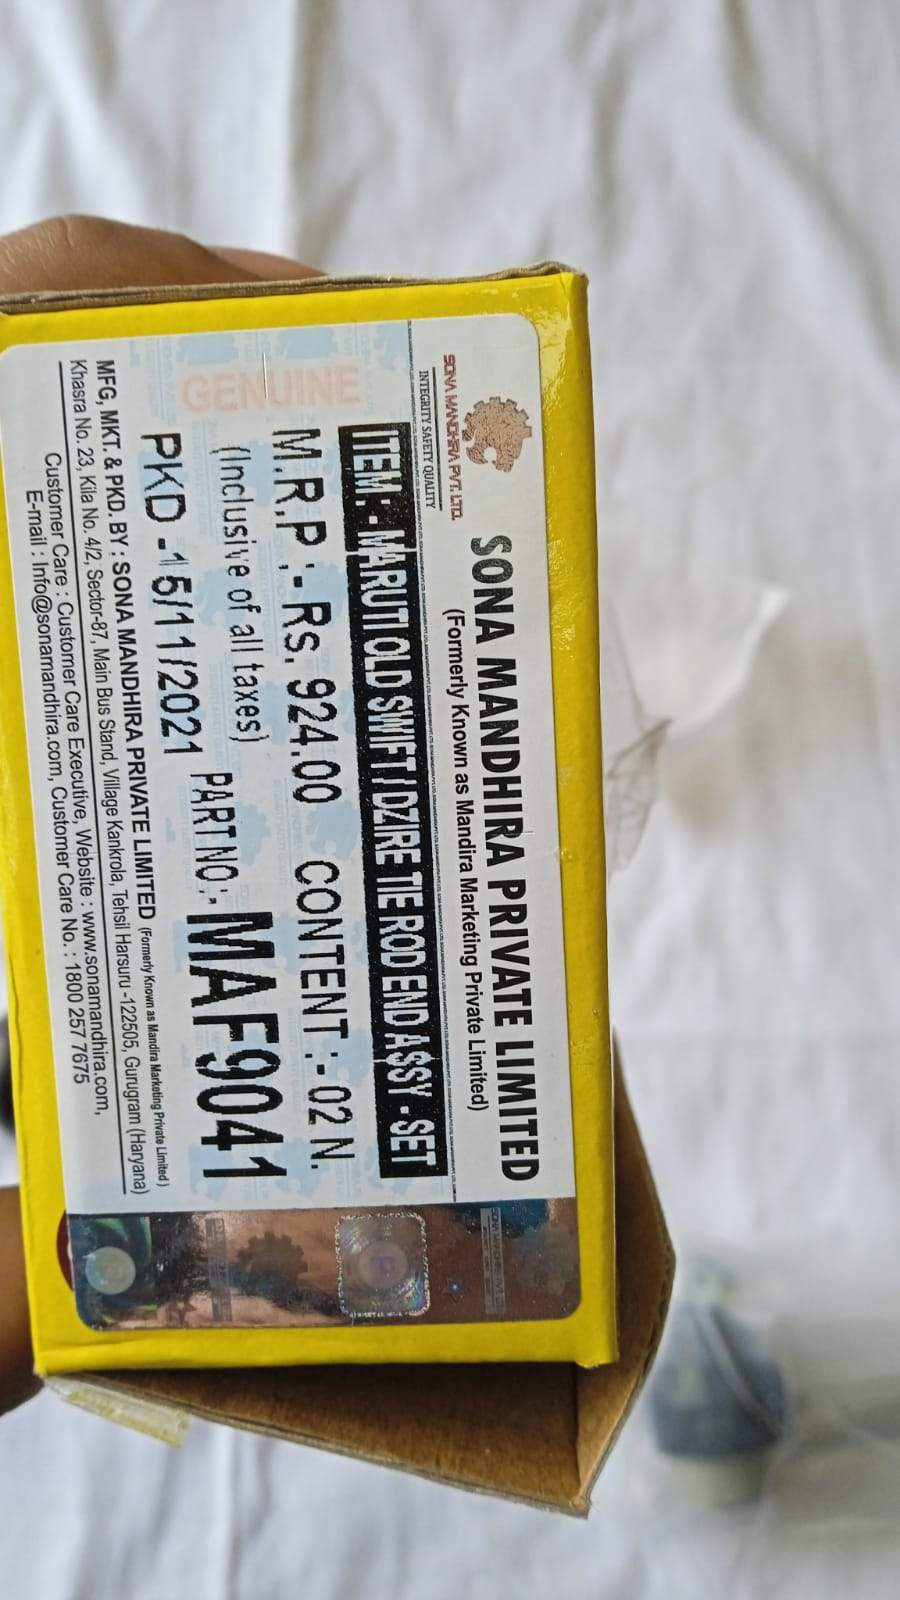 SONA MANDHIRA PVT. LTD.
INTEGRITY SAFETY QUALITY
SONA MANDHIRA PRIVATE LIMITED
(Formerly Known as Mandira Marketing Private Limited)
ITEM :- MARUTI OLD SWIFT / DZIRE TIE ROD END ASSY - SET
GENUINE
M.R.P :- Rs. 924.00 CONTENT :- 02 N.
(Inclusive of all taxes)
PKD -15/11/2021 PART NO :- MAF9041
MFG, MKT. & PKD. BY : SONA MANDHIRA PRIVATE LIMITED (Formerly Known as Mandira Marketing Private Limited)
Khasra No. 23, Kila No. 4/2, Sector-87, Main Bus Stand, Village Kankrola, Tehsil Harsuru -122505, Gurugram (Haryana)
Customer Care : Customer Care Executive, Website : www.sonamandhira.com,
E-mail : Info@sonamandhira.com, Customer Care No. : 1800 257 7675